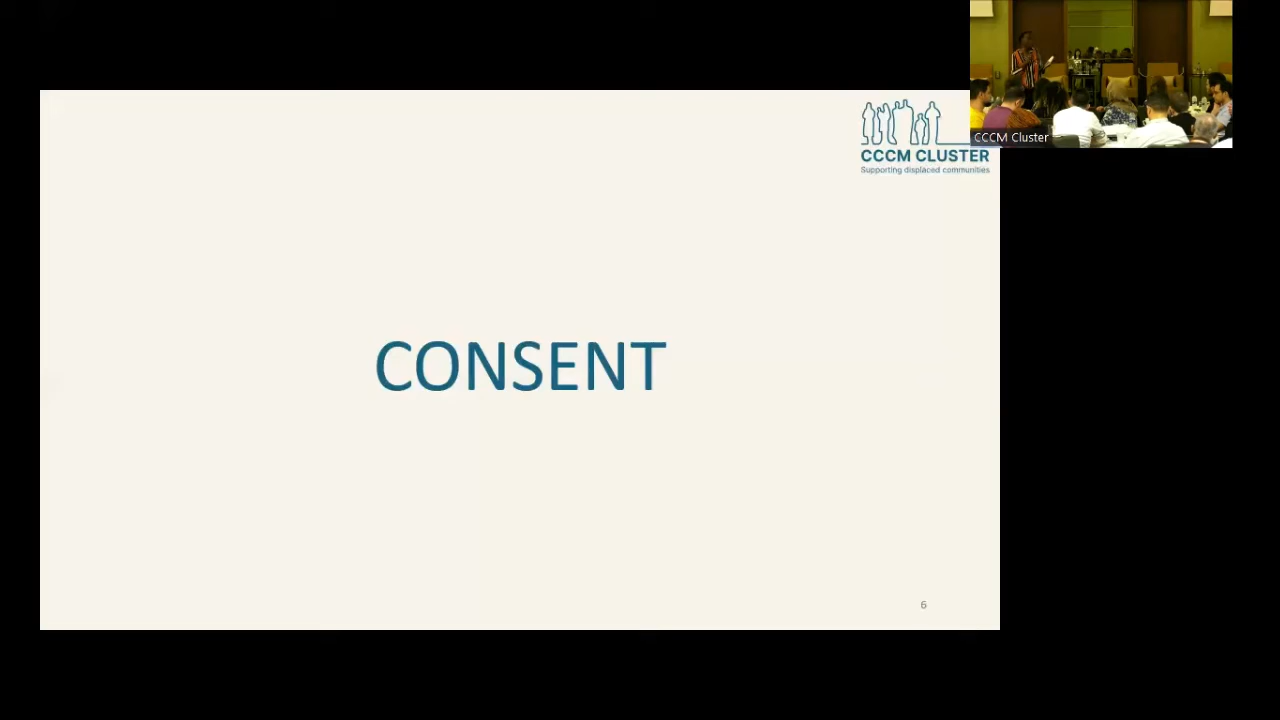 CCCM Cluster
CCCM CLUSTER
Supporting displaced communities
CONSENT
6